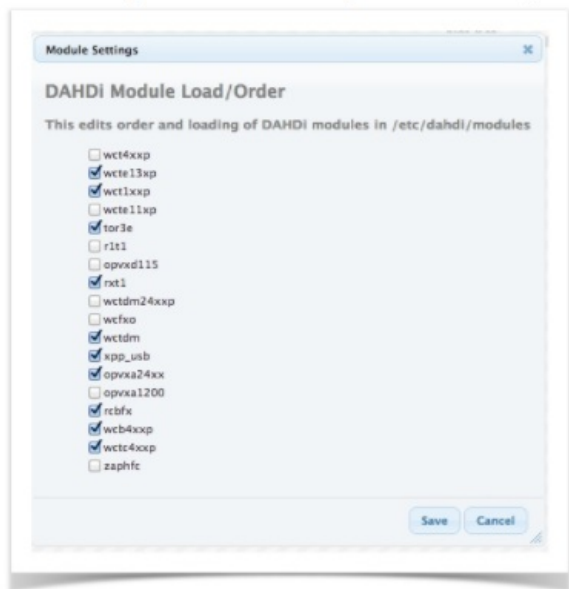 Module Settings
DAHDi Module Load/Order
This edits order and loading of DAHDi modules in /etc/dahdi/modules
wct4xxp
wcte13xp
wct1xxp
wcte11xp
tor3e
r1t1
opvxd115
rxt1
wctdm24xxp
wcfxo
wctdm
xpp_usb
opvxa24xx
opvxa1200
rcbfx
wcb4xxp
wctc4xxp
zaphfc
Save Cancel